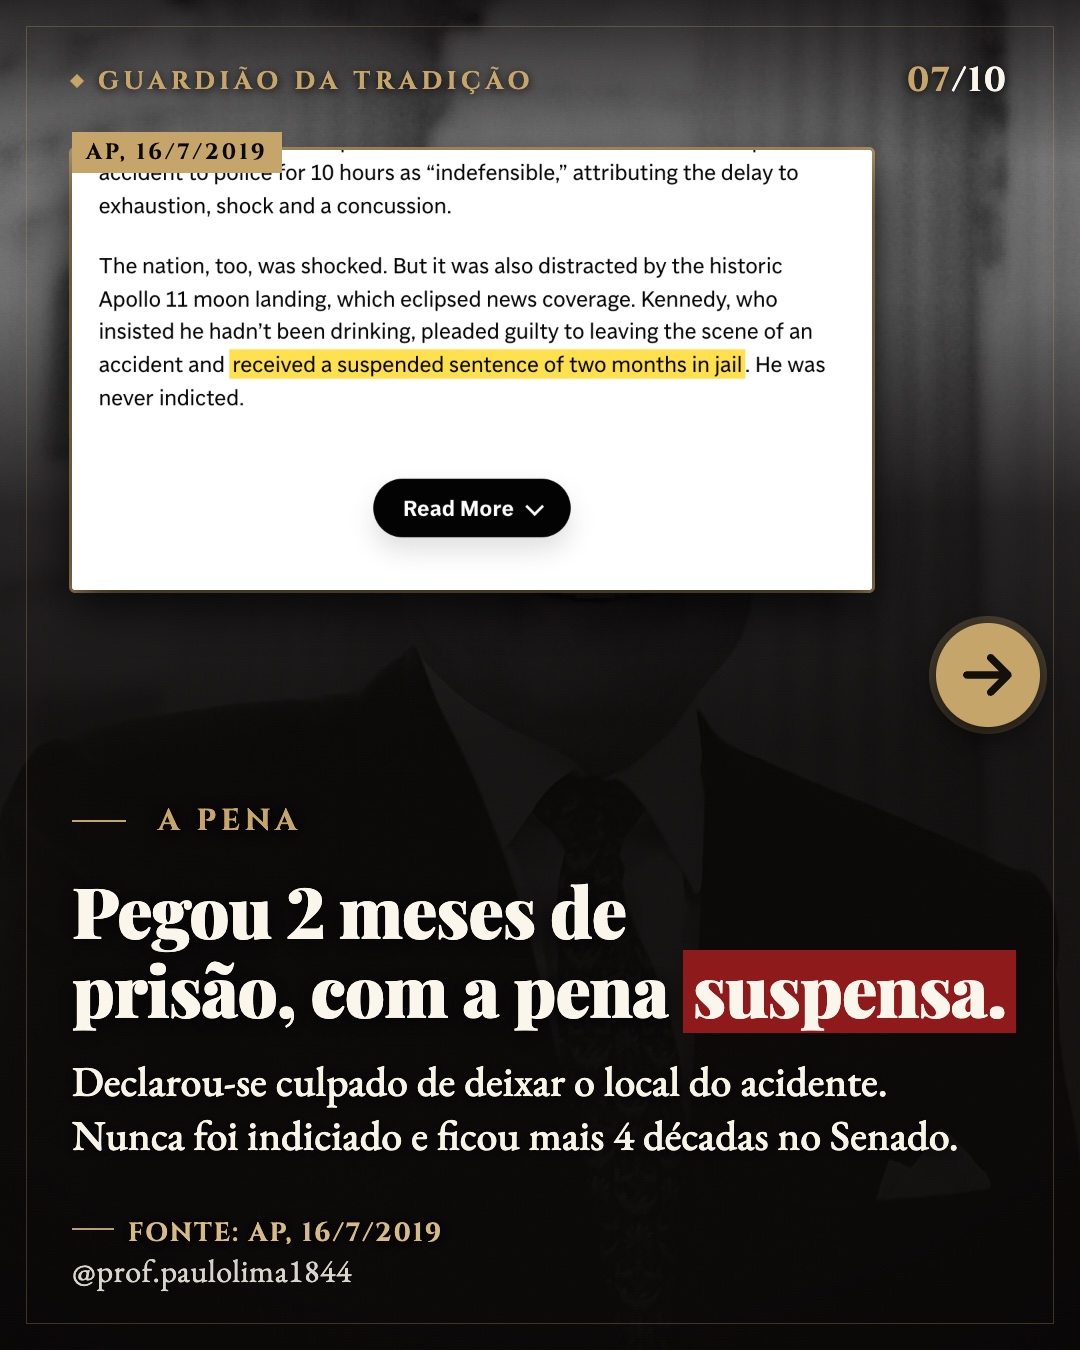 GUARDIÃO DA TRADIÇÃO
07/10
AP, 16/7/2019
accident to police for 10 hours as “indefensible,” attributing the delay to
exhaustion, shock and a concussion.
The nation, too, was shocked. But it was also distracted by the historic
Apollo 11 moon landing, which eclipsed news coverage. Kennedy, who
insisted he hadn’t been drinking, pleaded guilty to leaving the scene of an
accident and received a suspended sentence of two months in jail. He was
never indicted.
Read More
A PENA
Pegou 2 meses de
prisão, com a pena suspensa.
Declarou-se culpado de deixar o local do acidente.
Nunca foi indiciado e ficou mais 4 décadas no Senado.
FONTE: AP, 16/7/2019
@prof.paulolima1844